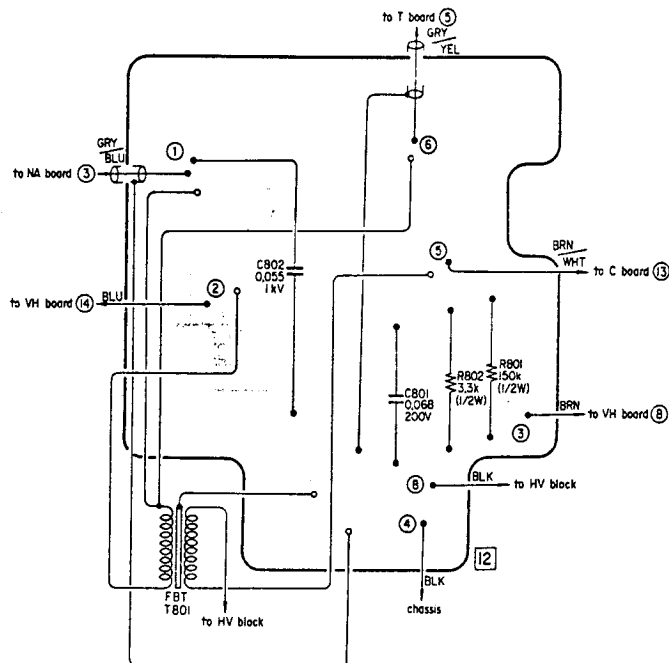 to T board ⑤
GRY
YEL
⑥
①
GRY
BLU
to NA board ③
C802
0,055
1kV
②
to VH board ⑭ BLU
⑤
BRN
WHT
to C board ⑬
C801
0,068
200V
R802
3,3k
(1/2W)
R801
150k
(1/2W)
③
BRN
to VH board ⑧
⑧
BLK
to HV block
④
BLK
chassis
12
FBT
T801
to HV block